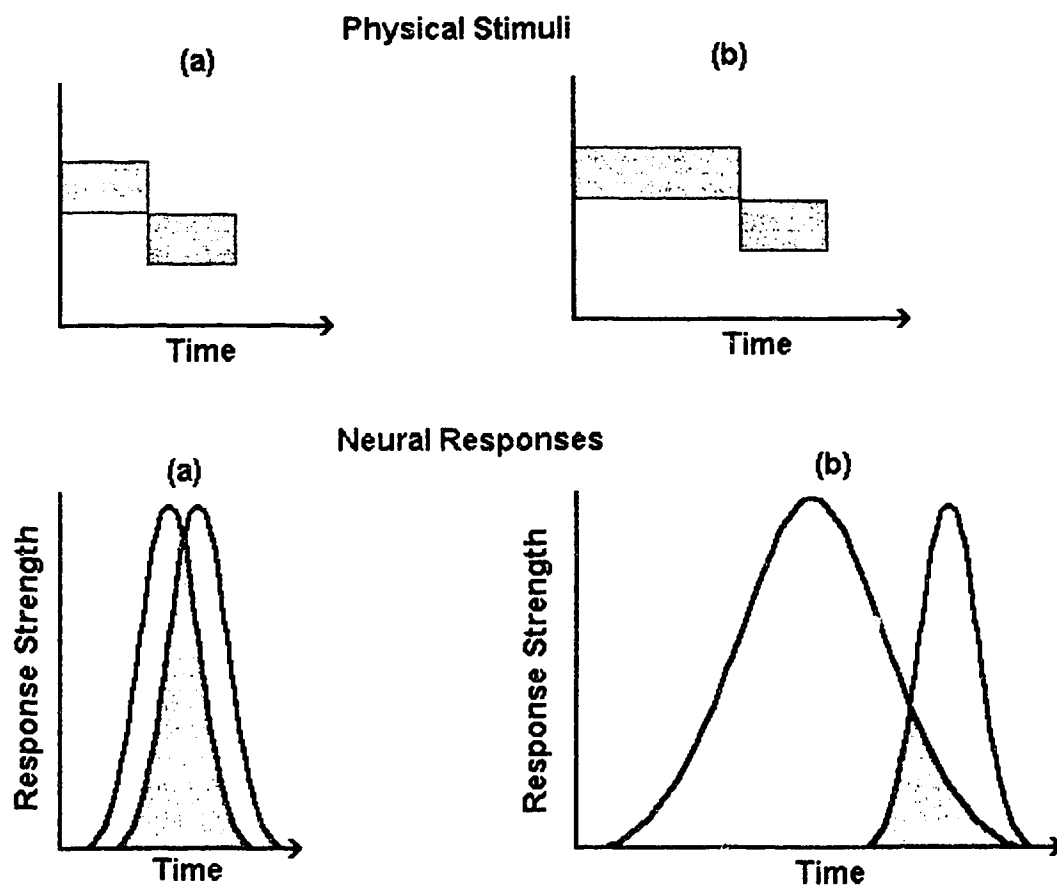 Physical Stimuli
(a)
(b)
Time
Time
Neural Responses
(a)
(b)
Response Strength
Response Strength
Time
Time